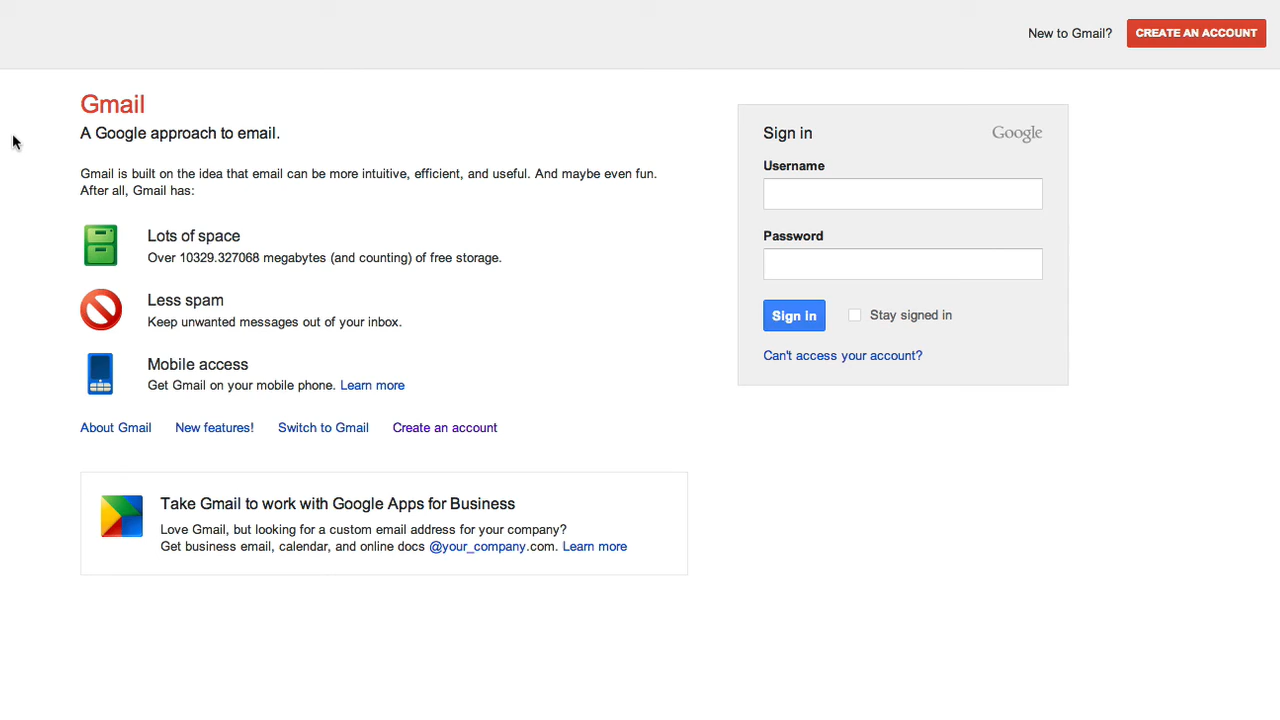 New to Gmail? CREATE AN ACCOUNT
Gmail
A Google approach to email.
Gmail is built on the idea that email can be more intuitive, efficient, and useful. And maybe even fun.
After all, Gmail has:
Lots of space
Over 10329.327068 megabytes (and counting) of free storage.
Less spam
Keep unwanted messages out of your inbox.
Mobile access
Get Gmail on your mobile phone. Learn more
About Gmail New features! Switch to Gmail Create an account
Take Gmail to work with Google Apps for Business
Love Gmail, but looking for a custom email address for your company?
Get business email, calendar, and online docs @your_company.com. Learn more
Sign in Google
Username
Password
Sign in Stay signed in
Can't access your account?